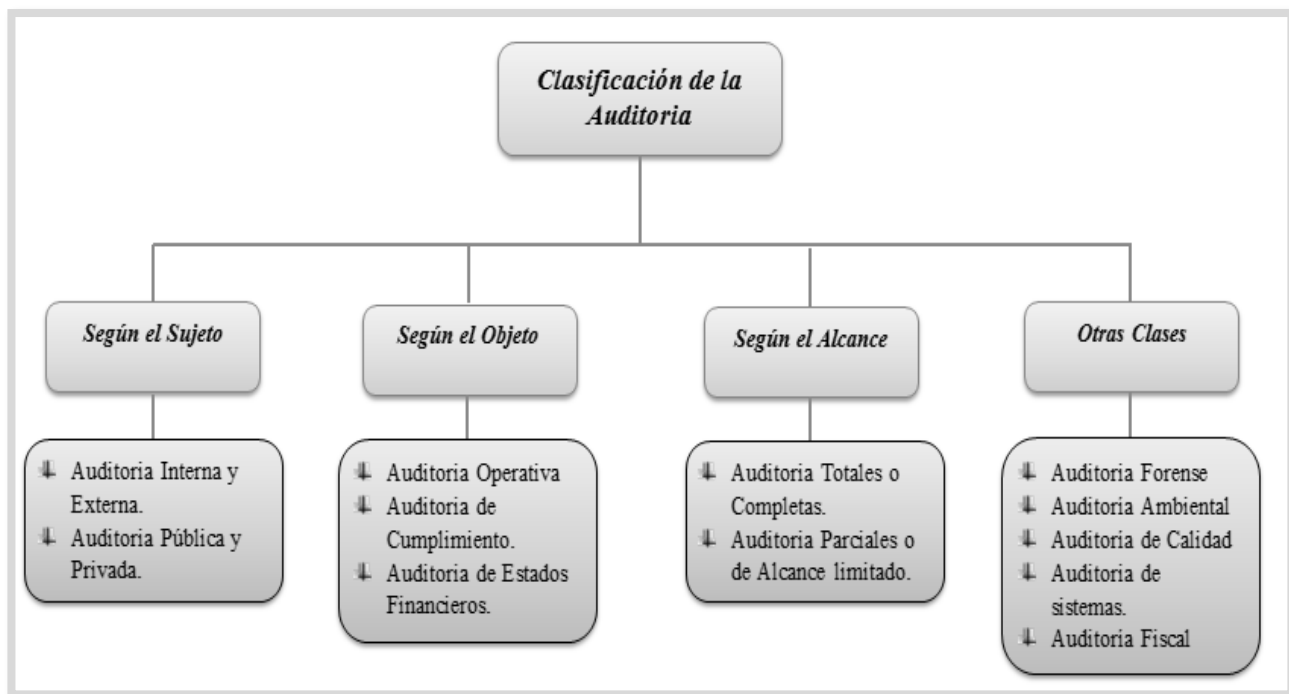 Clasificación de la
Auditoria
Según el Sujeto
Auditoria Interna y
Externa.
Auditoria Pública y
Privada.
Según el Objeto
Auditoria Operativa
Auditoria de
Cumplimiento.
Auditoria de Estados
Financieros.
Según el Alcance
Auditoria Totales o
Completas.
Auditoria Parciales o
de Alcance limitado.
Otras Clases
Auditoria Forense
Auditoria Ambiental
Auditoria de Calidad
Auditoria de
sistemas.
Auditoria Fiscal